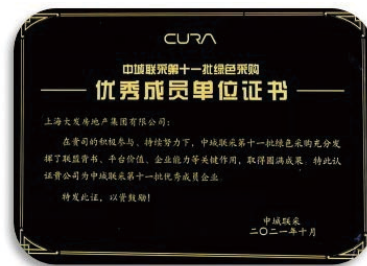 CURA
中城联采第十一批绿色采购
优秀成员单位证书
上海大发房地产集团有限公司：
在贵司的积极参与、持续努力下，中城联采第十一批绿色采购充分发
挥了联盟背书、平台价值、企业能力等关键作用，取得圆满成果。特此认
证贵公司为中城联采第十一批优秀成员企业。
特发此证，以资鼓励！
中城联采
二〇二一年十月